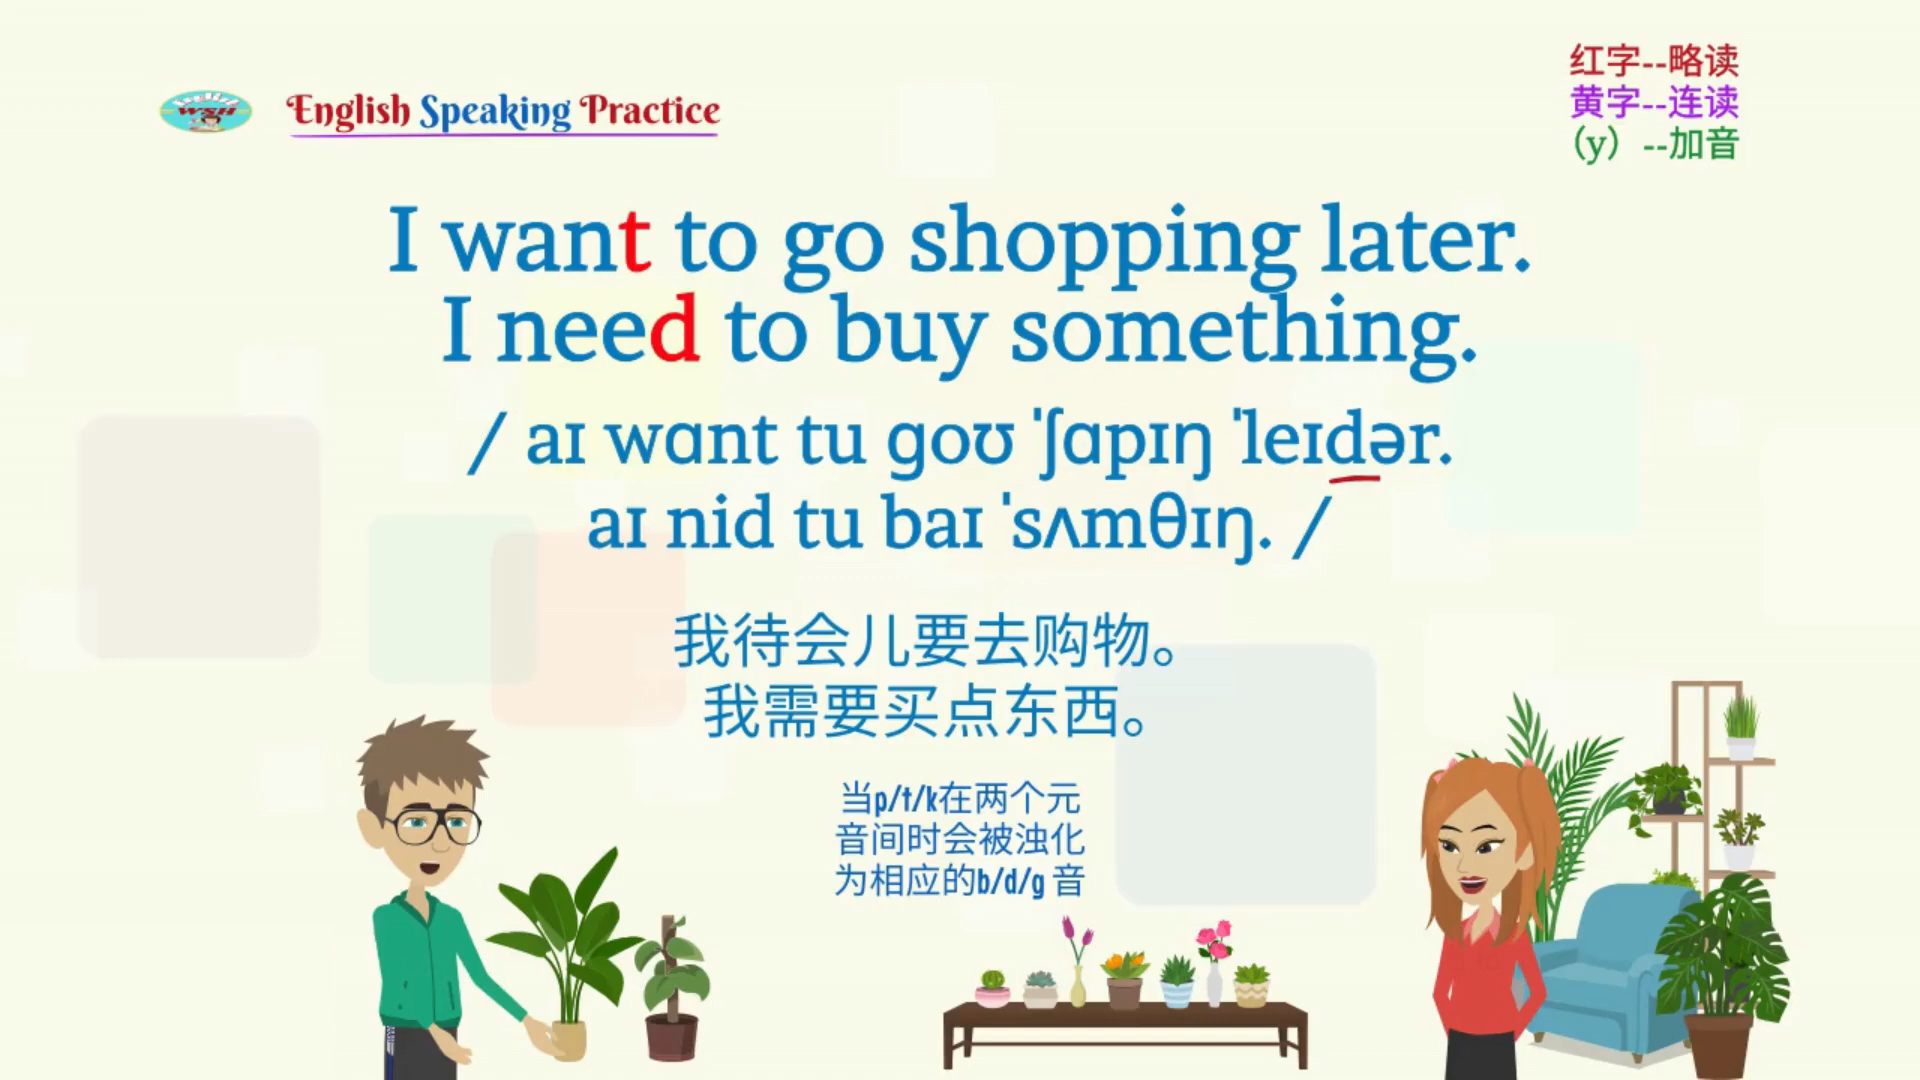 English Speaking Practice
红字--略读
黄字--连读
（y）--加音
I want to go shopping later.
I need to buy something.
/ aɪ wɑnt tu ɡoʊ ˈʃɑpɪŋ ˈleɪdər.
aɪ nid tu baɪ ˈsʌmθɪŋ. /
我待会儿要去购物。
我需要买点东西。
当p/t/k在两个元
音间时会被浊化
为相应的b/d/g 音